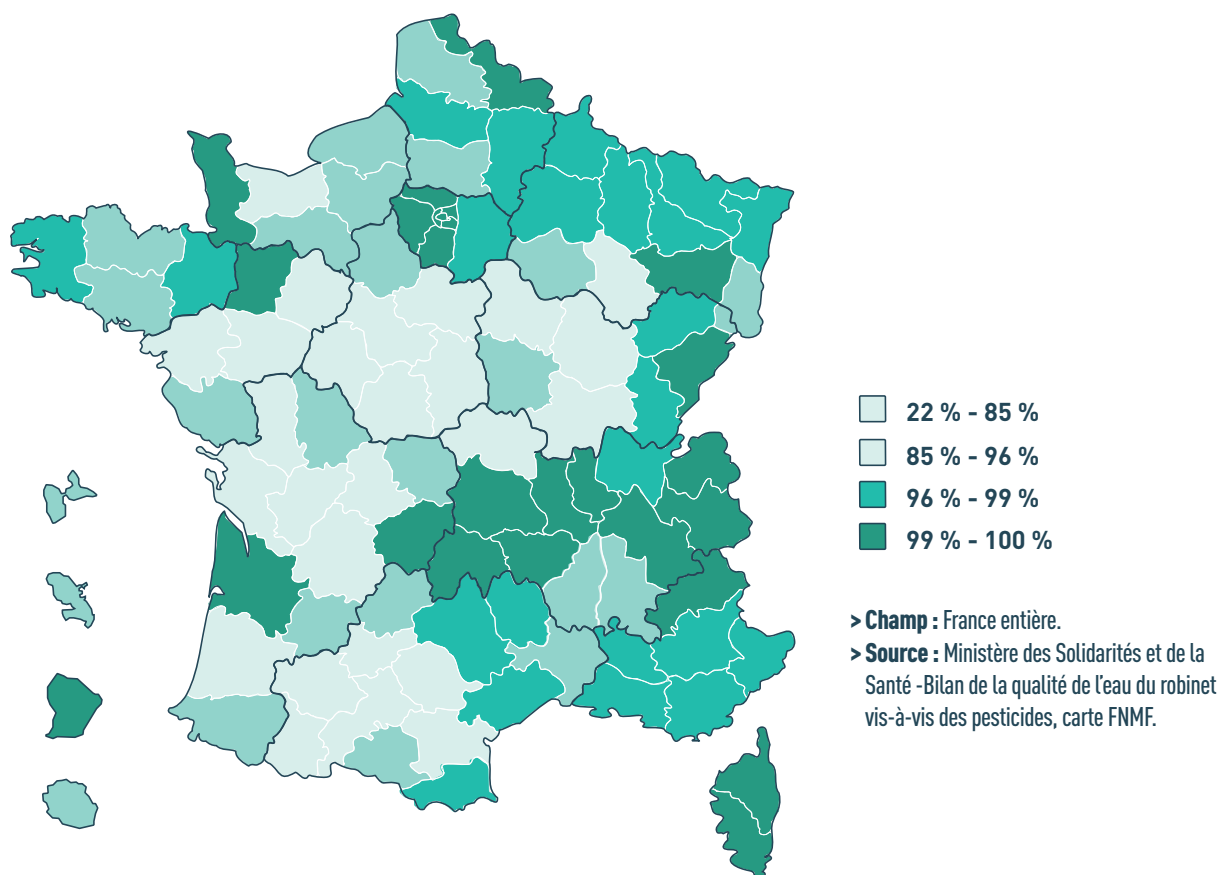 22 % - 85 %
85 % - 96 %
96 % - 99 %
99 % - 100 %
> Champ : France entière.
> Source : Ministère des Solidarités et de la
Santé -Bilan de la qualité de l’eau du robinet
vis-à-vis des pesticides, carte FNMF.